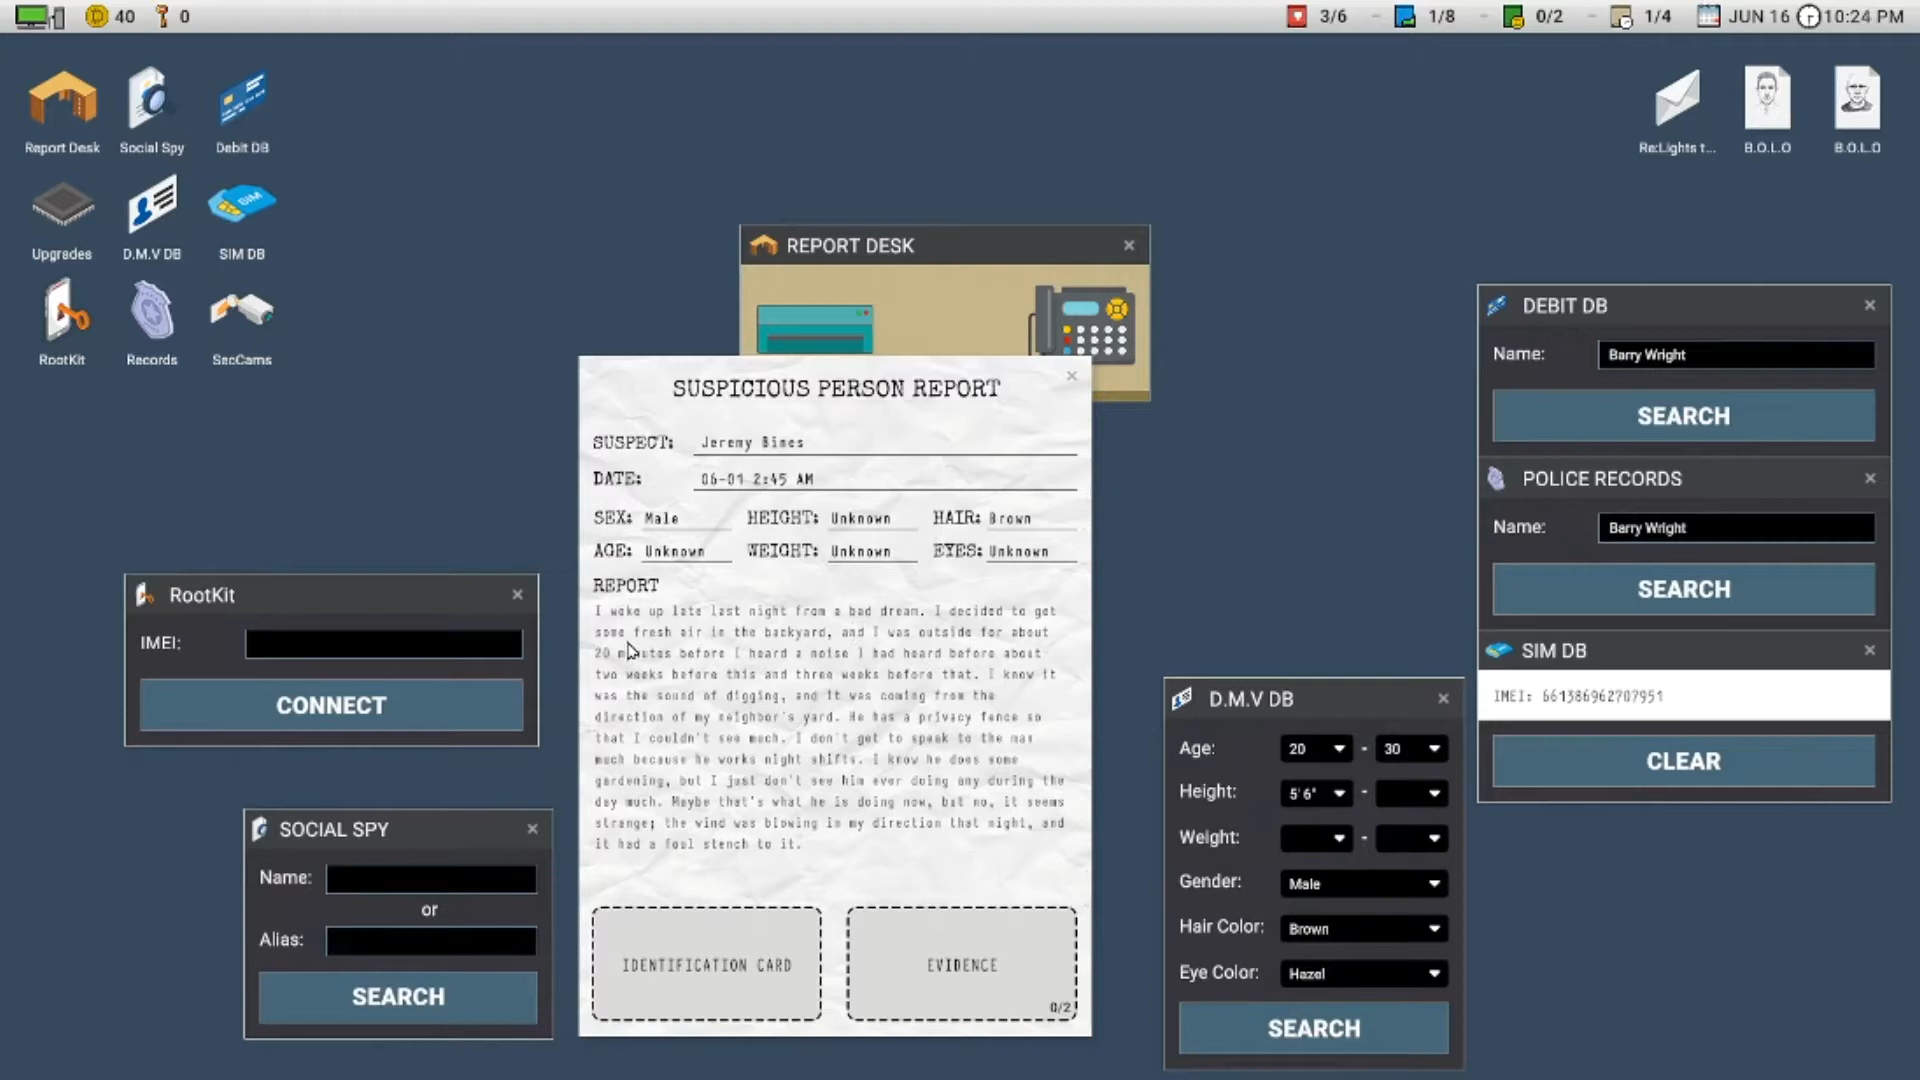 40
0
3/6 - 1/8 - 0/2 - 1/4 JUN 16 10:24 PM
Report Desk
Social Spy
Debit DB
Upgrades
D.M.V DB
SIM DB
RootKit
Records
SecCams
Re:Lights t...
B.O.L.O
B.O.L.O
REPORT DESK
SUSPICIOUS PERSON REPORT
SUSPECT: Jeremy Bines
DATE: 06-01 2:45 AM
SEX: Male HEIGHT: Unknown HAIR: Brown
AGE: Unknown WEIGHT: Unknown EYES: Unknown
REPORT
I woke up late last night from a bad dream. I decided to get
some fresh air in the backyard, and I was outside for about
20 minutes before I heard a noise I had heard before about
two weeks before this and three weeks before that. I know it
was the sound of digging, and it was coming from the
direction of my neighbor's yard. He has a privacy fence so
that I couldn't see much. I don't get to speak to the man
much because he works night shifts. I know he does some
gardening, but I just don't see him ever doing any during the
day much. Maybe that's what he is doing now, but no, it seems
strange; the wind was blowing in my direction that night, and
it had a foul stench to it.
IDENTIFICATION CARD
EVIDENCE
0/2
RootKit
IMEI:
CONNECT
SOCIAL SPY
Name:
or
Alias:
SEARCH
D.M.V DB
Age: 20 - 30
Height: 5'6" -
Weight: -
Gender: Male
Hair Color: Brown
Eye Color: Hazel
SEARCH
DEBIT DB
Name: Barry Wright
SEARCH
POLICE RECORDS
Name: Barry Wright
SEARCH
SIM DB
IMEI: 661386962707951
CLEAR